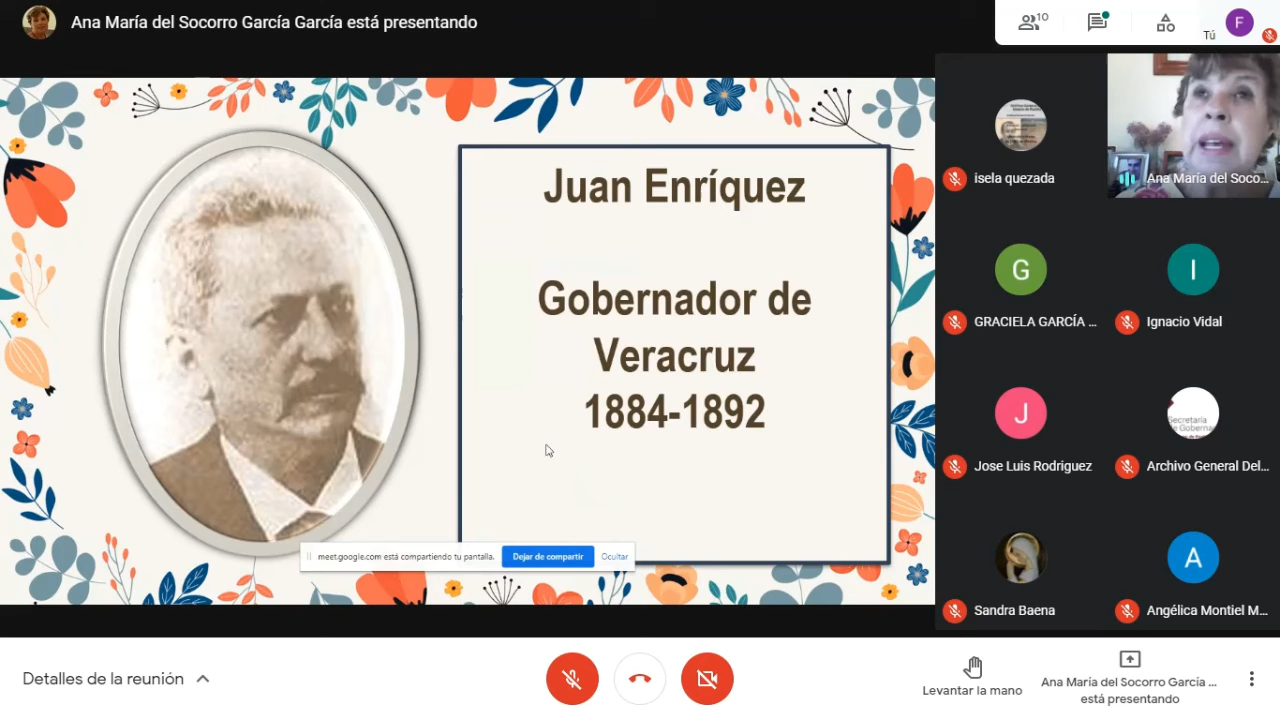 Ana María del Socorro García García está presentando
10
Tú
F
Juan Enríquez
Gobernador de
Veracruz
1884-1892
meet.google.com está compartiendo tu pantalla.
Dejar de compartir
Ocultar
isela quezada
Ana María del Soco...
G
GRACIELA GARCÍA ...
I
Ignacio Vidal
J
Jose Luis Rodriguez
Secretaría
de Goberna
Archivo General Del...
Sandra Baena
A
Angélica Montiel M...
Detalles de la reunión
Levantar la mano
Ana María del Socorro García ...
está presentando